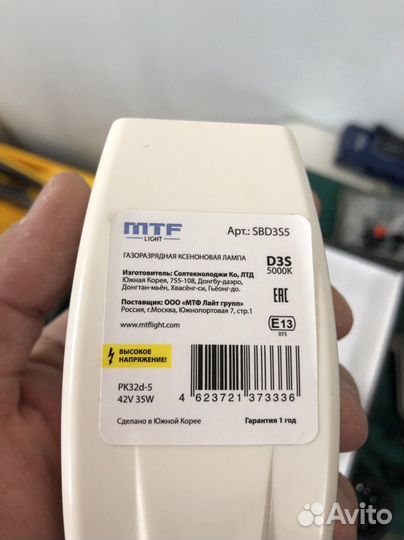 MTF
LIGHT
Арт.: SBD3S5
ГАЗОРАЗРЯДНАЯ КСЕНОНОВАЯ ЛАМПА
D3S
5000K
Изготовитель: Солтекнолоджи Ко, ЛТД
Южная Корея, 755-108, Донгбу-даэро,
Донгтан-мьён, Хвасёнг-си, Гьёонг-до.
Поставщик: ООО «МТФ Лайт групп»
Россия, г.Москва, Южнопортовая 7, стр.1
www.mtflight.com
EAC
E13
075
ВЫСОКОЕ
НАПРЯЖЕНИЕ!
PK32d-5
42V 35W
4 623721 373336
Сделано в Южной Корее
Гарантия 1 год
Avito